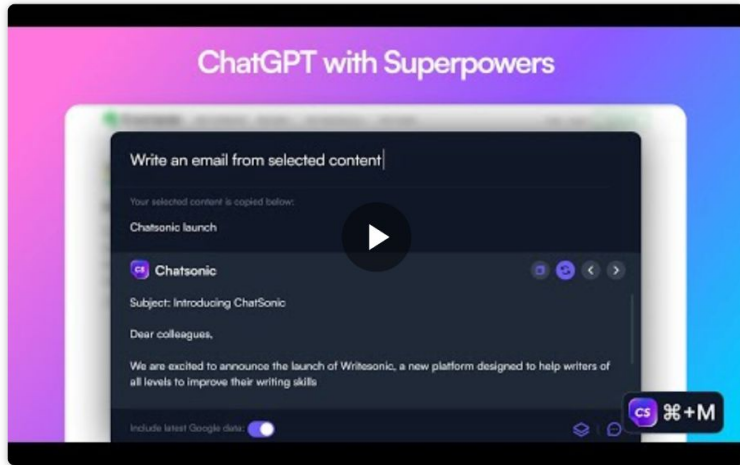 ChatGPT with Superpowers
Write an email from selected content
Your selected content is copied below:
Chatsonic launch
CS Chatsonic
Subject: Introducing ChatSonic
Dear colleagues,
We are excited to announce the launch of Writesonic, a new platform designed to help writers of
all levels to improve their writing skills
Include latest Google data:
CS ⌘+M